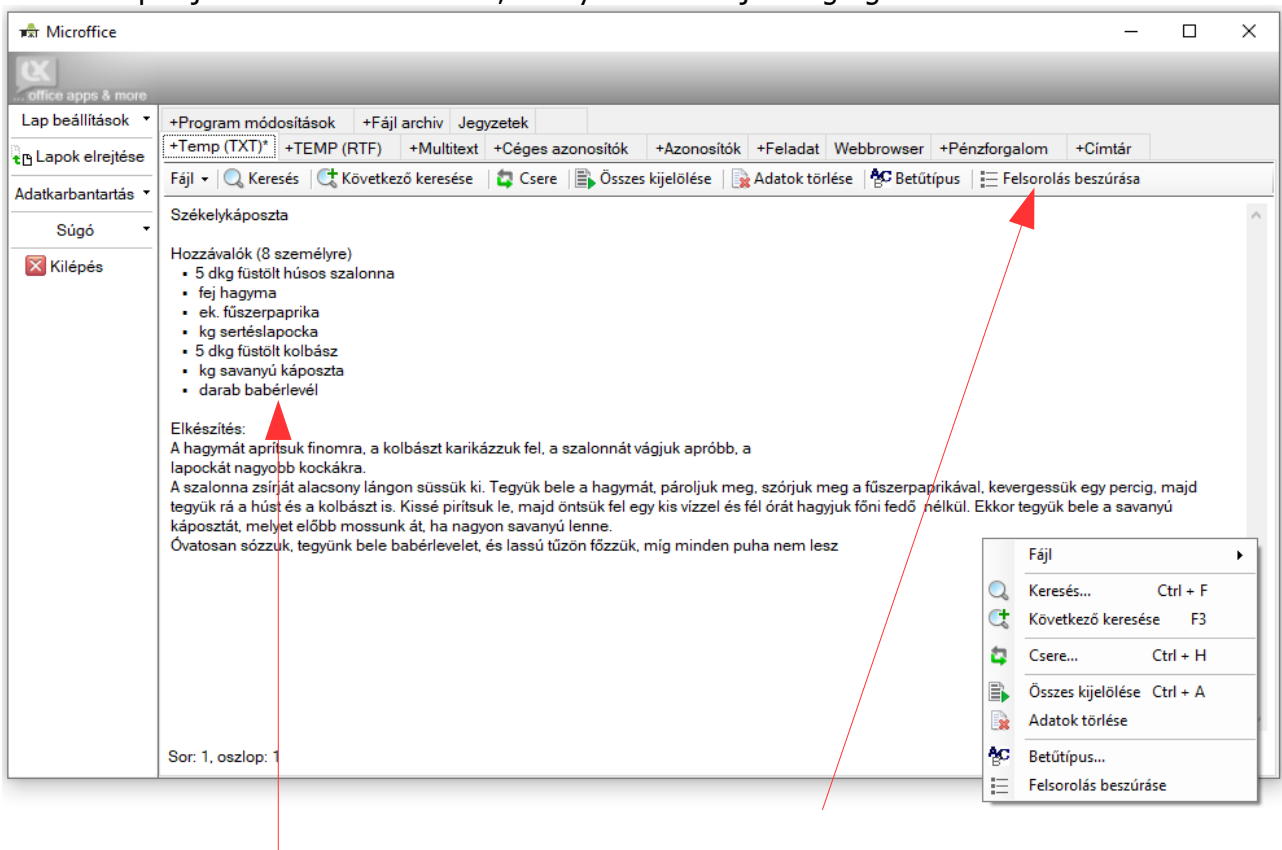 Microffice
... office apps & more
Lap beállítások
Lapok elrejtése
Adatkarbantartás
Súgó
Kilépés
+Program módosítások +Fájl archiv Jegyzetek
+Temp (TXT)* +TEMP (RTF) +Multitext +Céges azonosítók +Azonosítók +Feladat Webbrowser +Pénzforgalom +Címtár
Fájl Keresés Következő keresése Csere Összes kijelölése Adatok törlése Betűtípus Felsorolás beszúrása
Székelykáposzta
Hozzávalók (8 személyre)
▪ 5 dkg füstölt húsos szalonna
▪ fej hagyma
▪ ek. fűszerpaprika
▪ kg sertéslapocka
▪ 5 dkg füstölt kolbász
▪ kg savanyú káposzta
▪ darab babérlevél
Elkészítés:
A hagymát aprítsuk finomra, a kolbászt karikázzuk fel, a szalonnát vágjuk apróbb, a
lapockát nagyobb kockákra.
A szalonna zsírját alacsony lángon süssük ki. Tegyük bele a hagymát, pároljuk meg, szórjuk meg a fűszerpaprikával, kevergessük egy percig, majd
tegyük rá a húst és a kolbászt is. Kissé pirítsuk le, majd öntsük fel egy kis vízzel és fél órát hagyjuk főni fedő nélkül. Ekkor tegyük bele a savanyú
káposztát, melyet előbb mossunk át, ha nagyon savanyú lenne.
Óvatosan sózzuk, tegyünk bele babérlevelet, és lassú tűzön főzzük, míg minden puha nem lesz
Sor: 1, oszlop: 1
Fájl
Keresés... Ctrl + F
Következő keresése F3
Csere... Ctrl + H
Összes kijelölése Ctrl + A
Adatok törlése
Betűtípus...
Felsorolás beszúráse